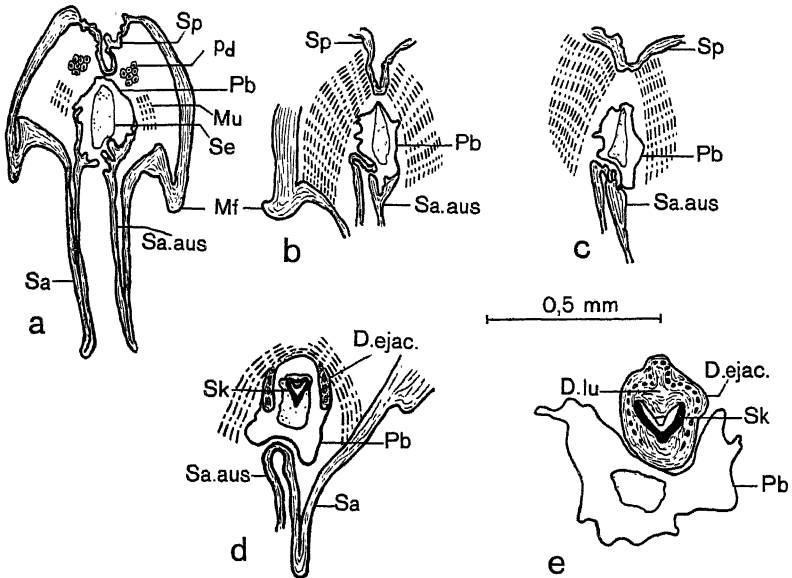 Sp
pd
Pb
Mu
Se
Mf
Sa.aus
Sa
a
Sp
Pb
Sa.aus
b
Sp
Pb
Sa.aus
c
0,5 mm
D.ejac.
Sk
Pb
Sa.aus
Sa
d
D.ejac.
D.lu
Sk
Pb
e